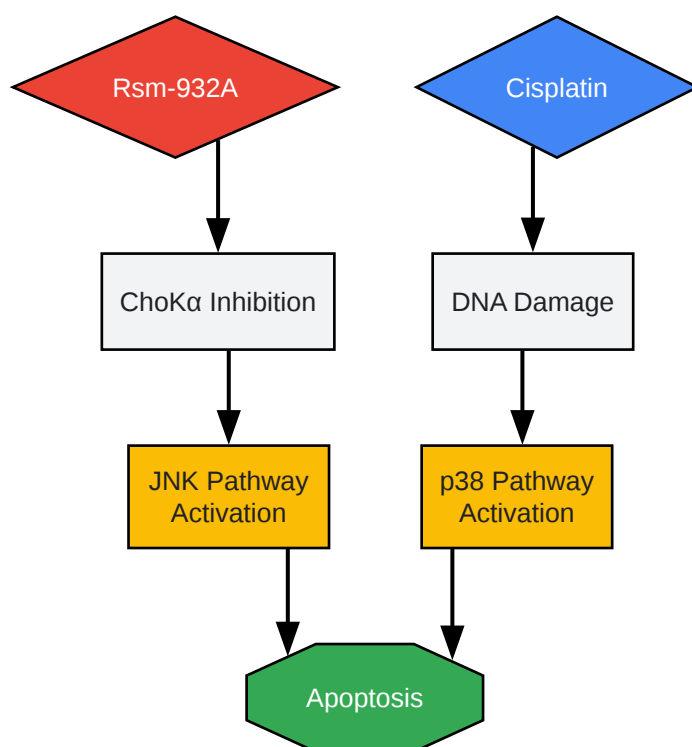 Rsm-932A
Cisplatin
ChoKα Inhibition
DNA Damage
JNK Pathway
Activation
p38 Pathway
Activation
Apoptosis